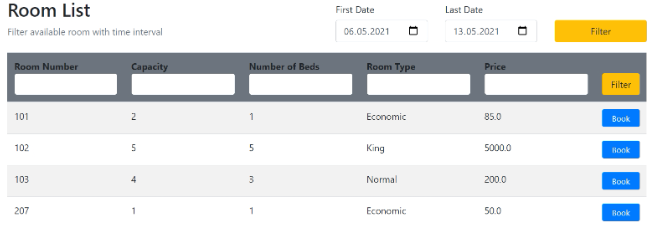 Room List
First Date Last Date
Filter available room with time interval
06.05.2021 13.05.2021 Filter
Room Number Capacity Number of Beds Room Type Price
Filter
101 2 1 Economic 85.0 Book
102 5 5 King 5000.0 Book
103 4 3 Normal 200.0 Book
207 1 1 Economic 50.0 Book